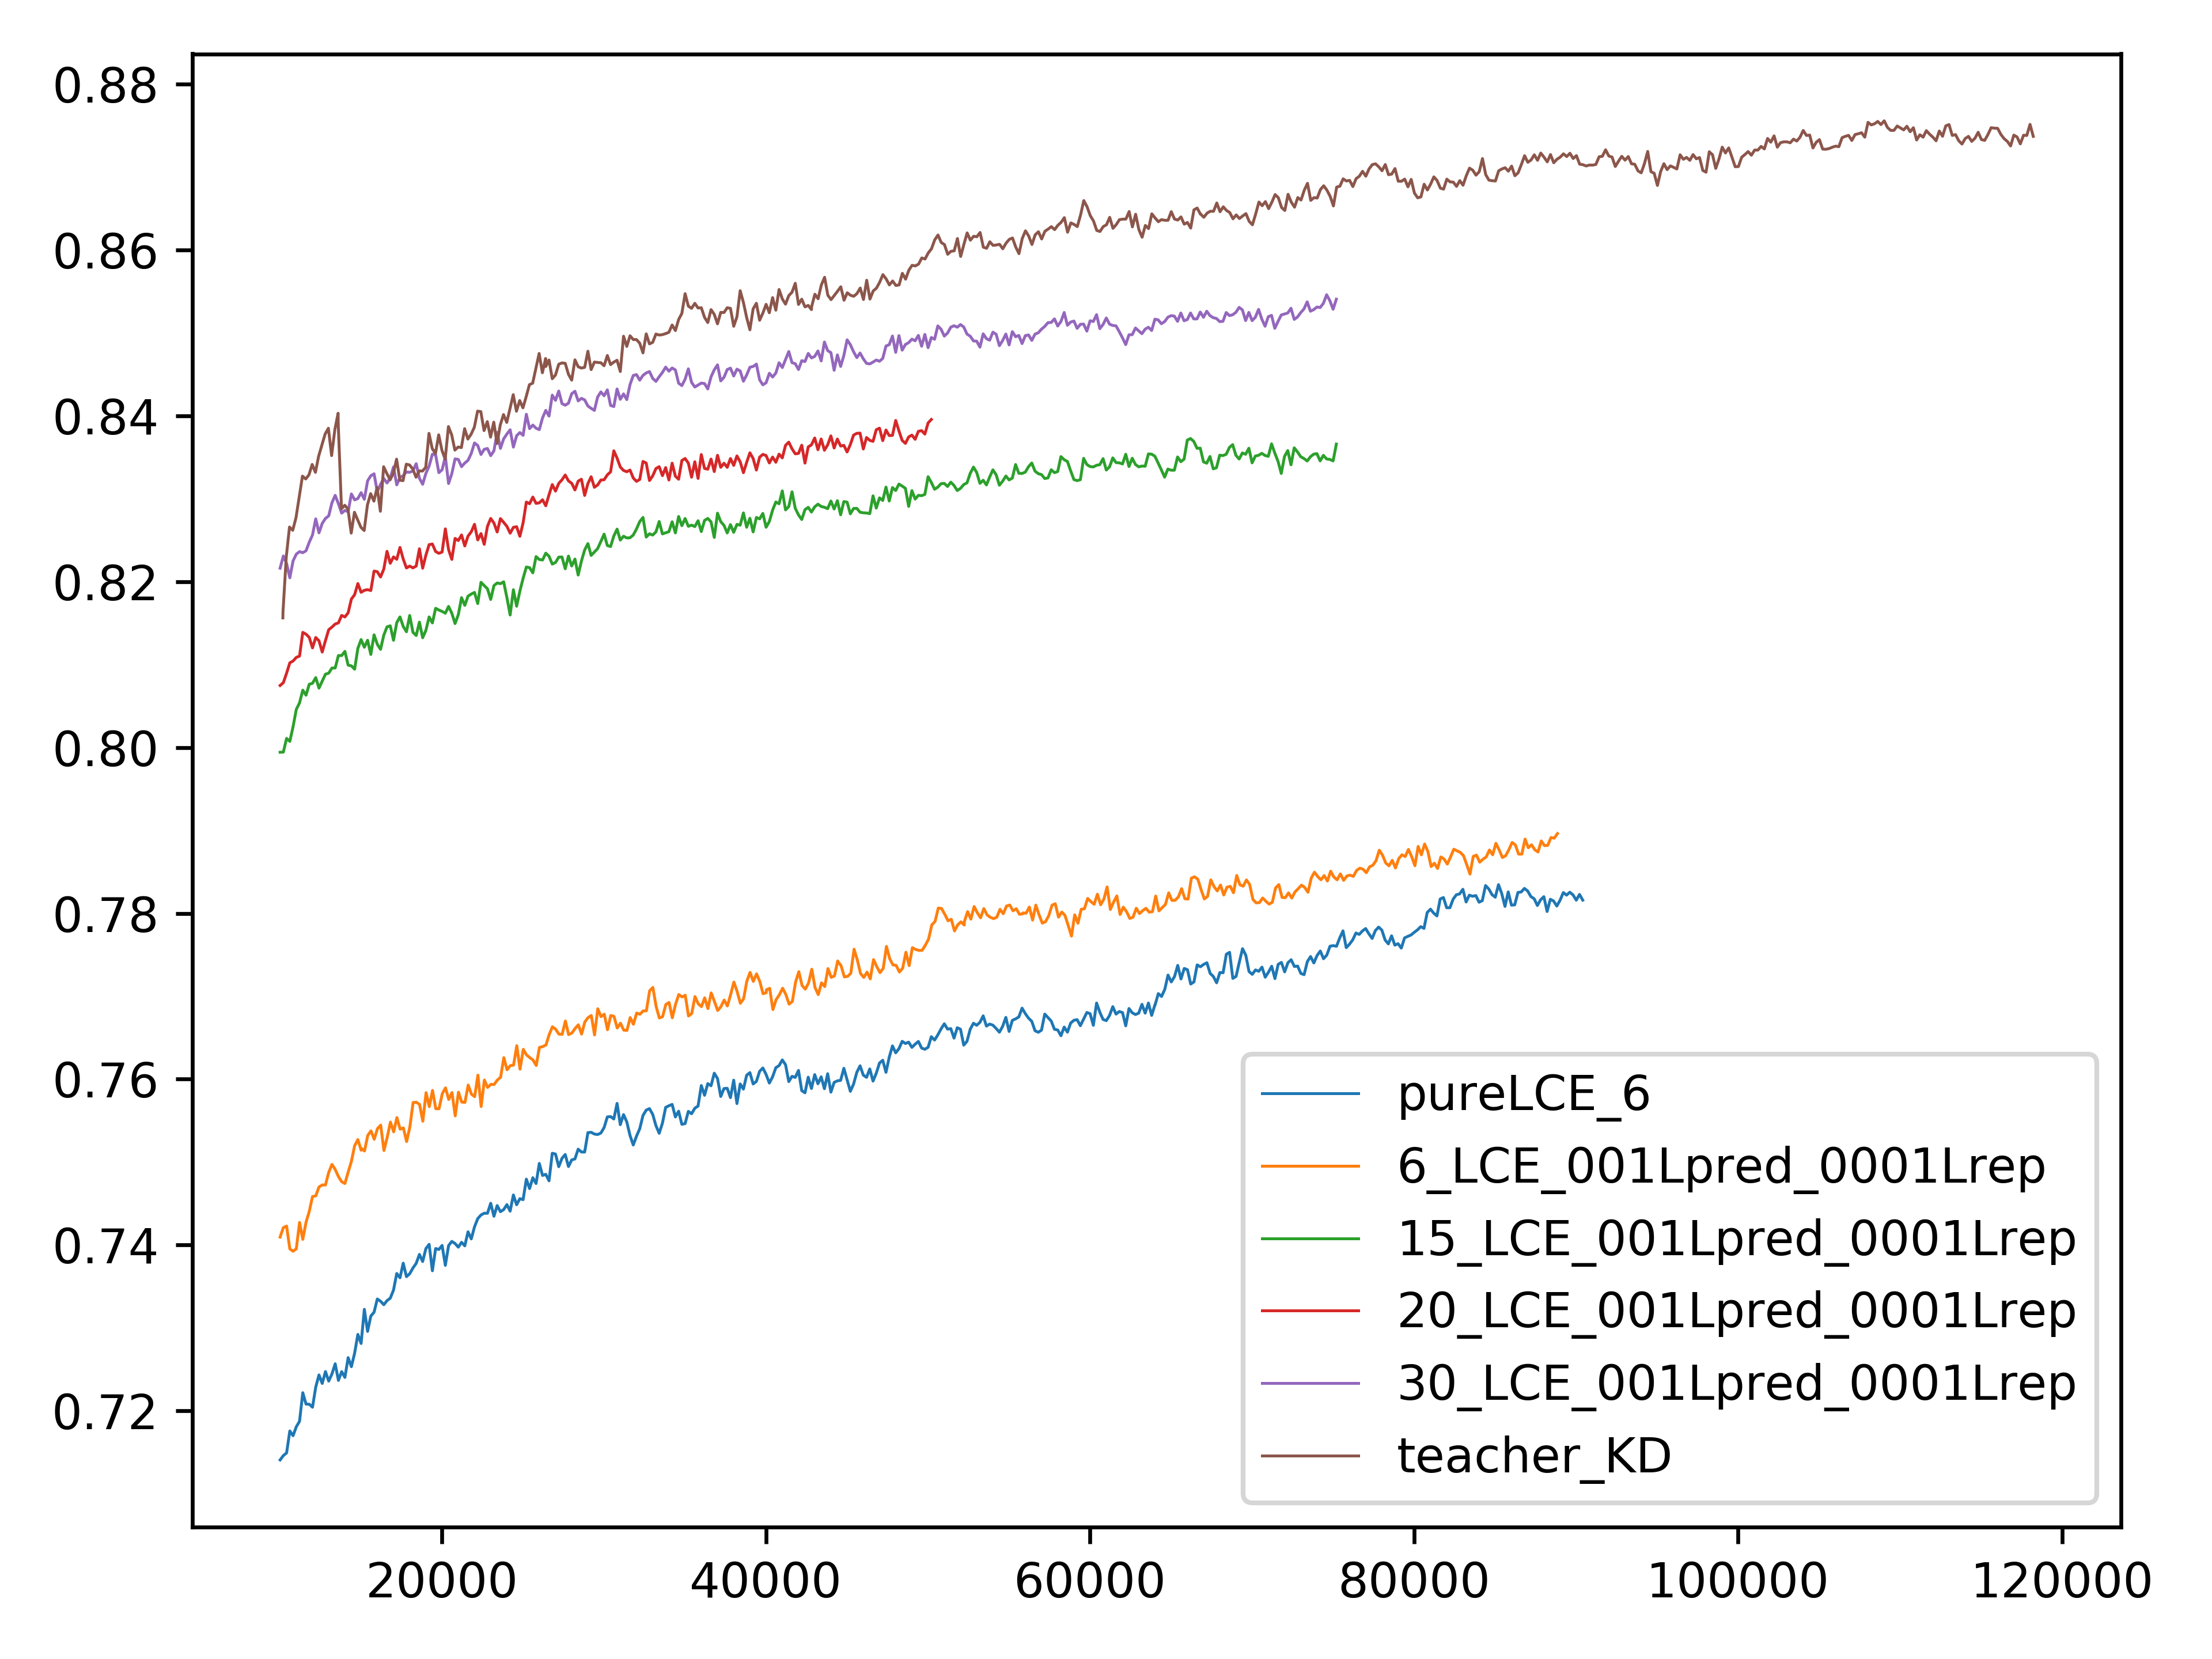 0.88
0.86
0.84
0.82
0.80
0.78
0.76
0.74
0.72
pureLCE_6
6_LCE_001Lpred_0001Lrep
15_LCE_001Lpred_0001Lrep
20_LCE_001Lpred_0001Lrep
30_LCE_001Lpred_0001Lrep
teacher_KD
20000 40000 60000 80000 100000 120000